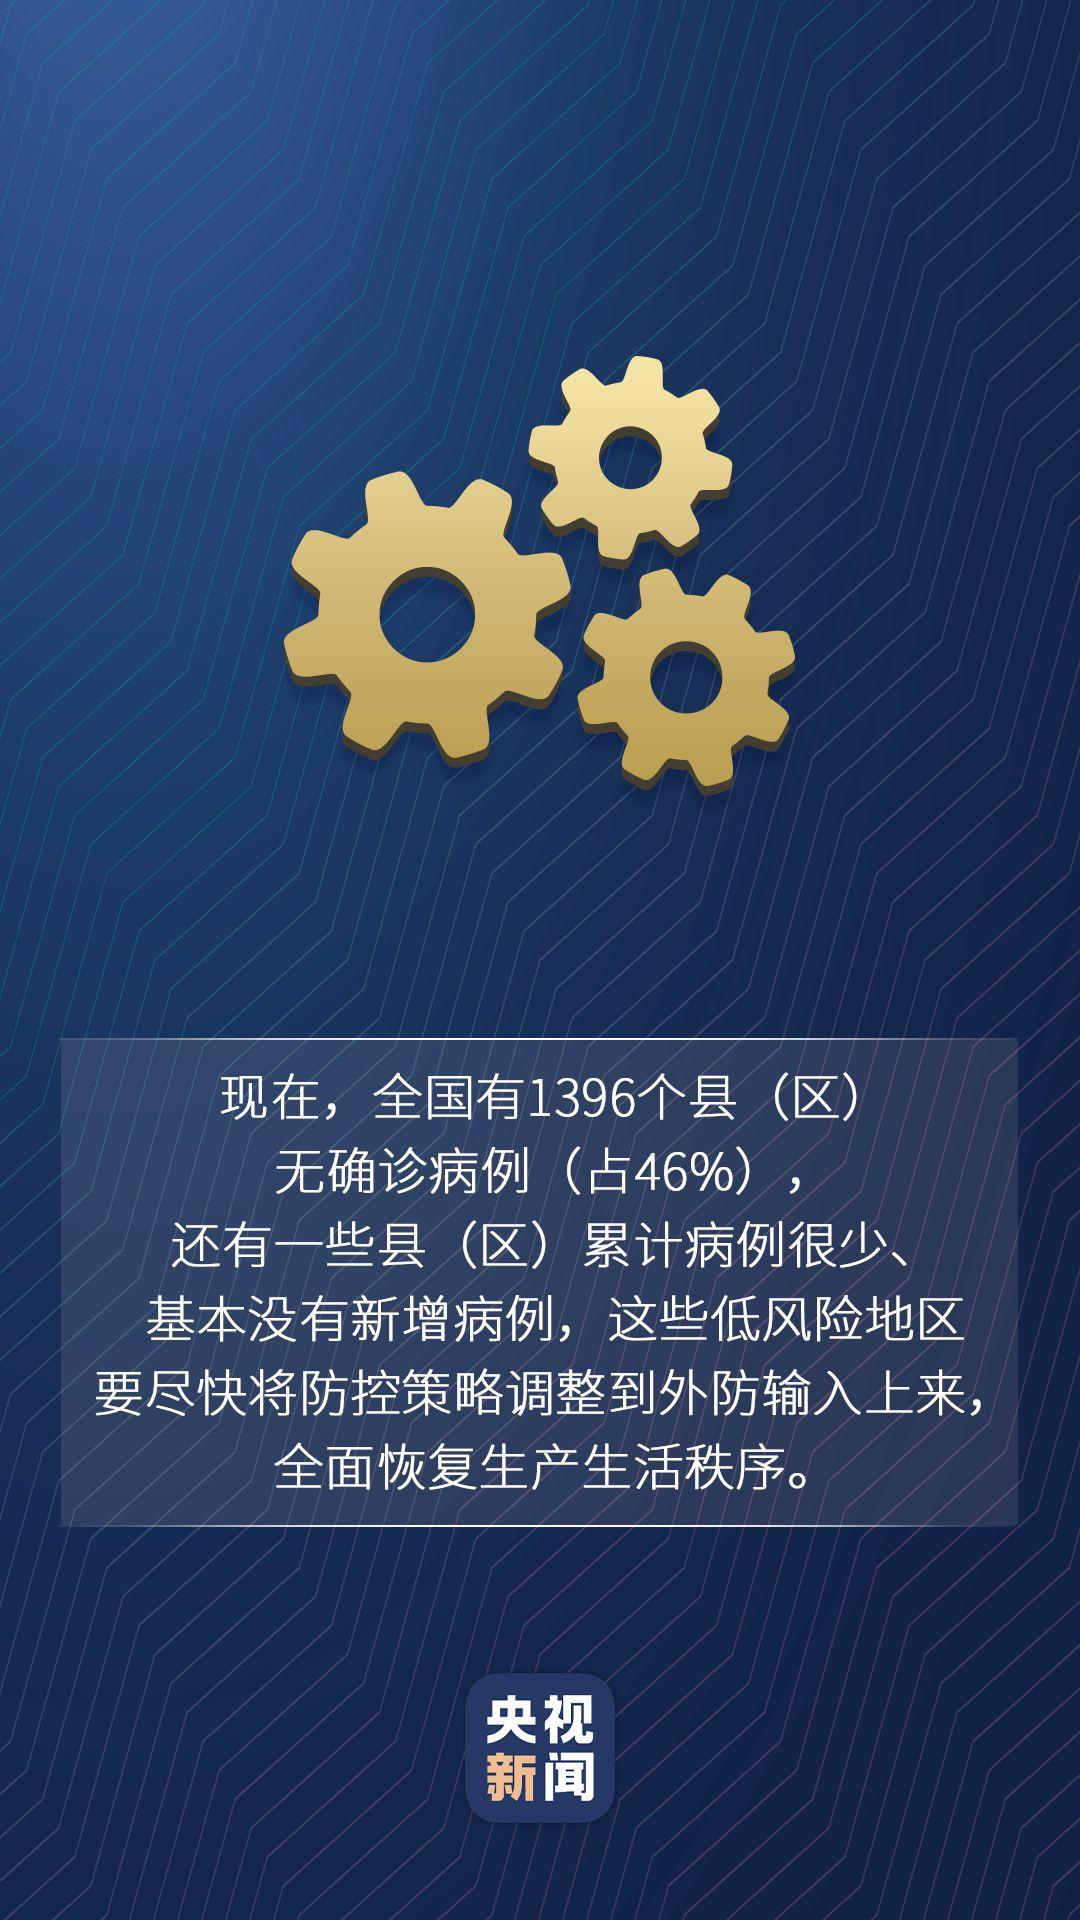 现在，全国有1396个县（区）
无确诊病例（占46%），
还有一些县（区）累计病例很少、
基本没有新增病例，这些低风险地区
要尽快将防控策略调整到外防输入上来，
全面恢复生产生活秩序。
央视
新闻